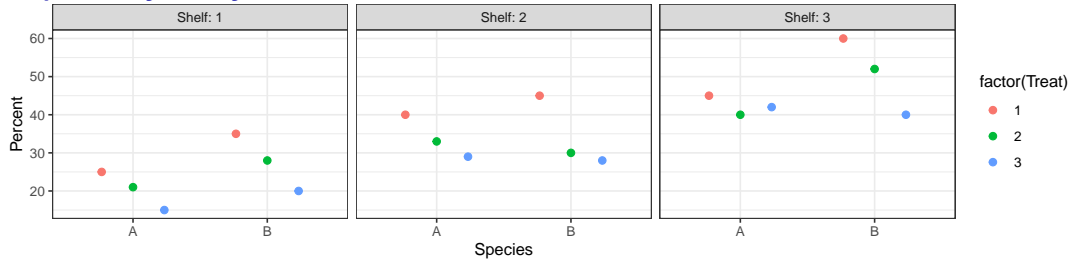 Shelf: 1
Shelf: 2
Shelf: 3
Percent
60
50
40
30
20
A
B
A
B
A
B
Species
factor(Treat)
1
2
3